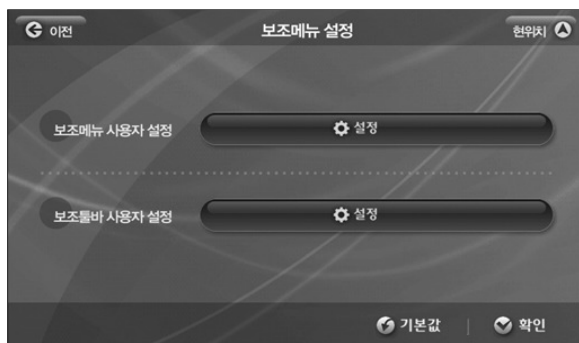 이전
보조메뉴 설정
현위치
보조메뉴 사용자 설정
설정
보조툴바 사용자 설정
설정
기본값
확인